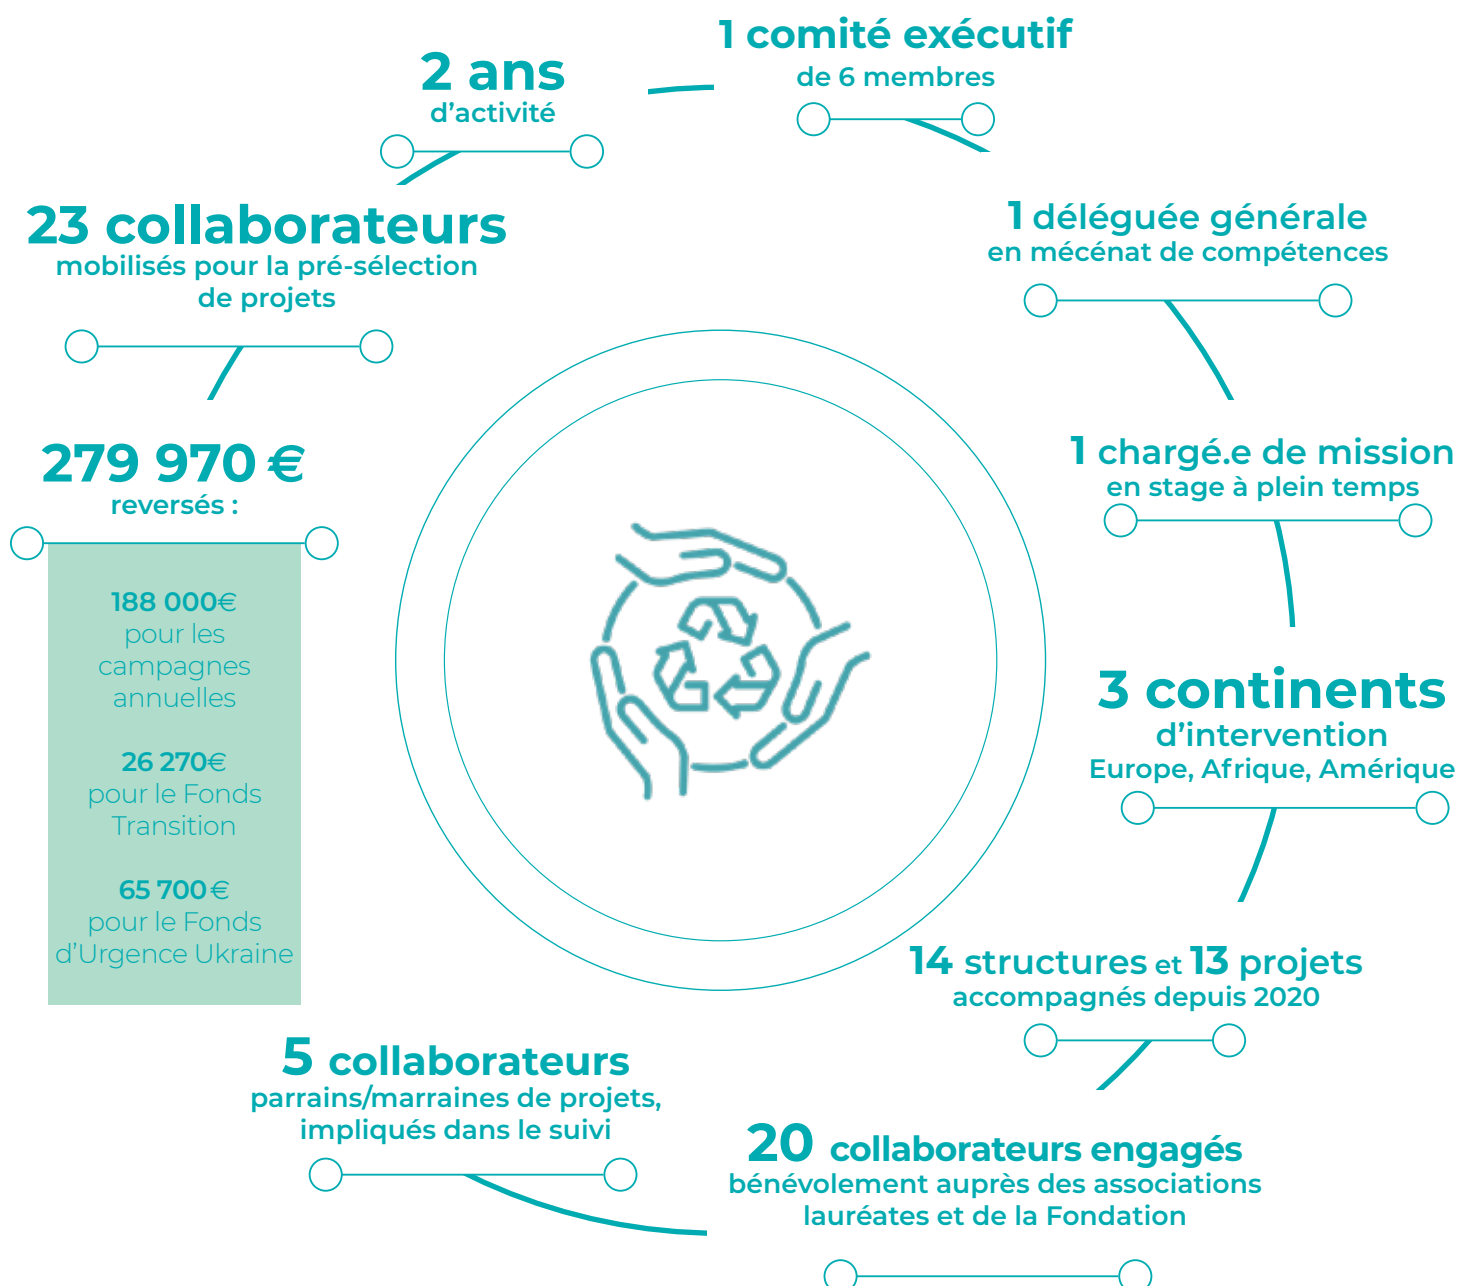 1 comité exécutif
de 6 membres
2 ans
d'activité
23 collaborateurs
mobilisés pour la pré-sélection
de projets
1 déléguée générale
en mécénat de compétences
279 970 €
reversés :
188 000€
pour les
campagnes
annuelles
26 270€
pour le Fonds
Transition
65 700€
pour le Fonds
d'Urgence Ukraine
1 chargé.e de mission
en stage à plein temps
3 continents
d'intervention
Europe, Afrique, Amérique
14 structures et 13 projets
accompagnés depuis 2020
5 collaborateurs
parrains/marraines de projets,
impliqués dans le suivi
20 collaborateurs engagés
bénévolement auprès des associations
lauréates et de la Fondation